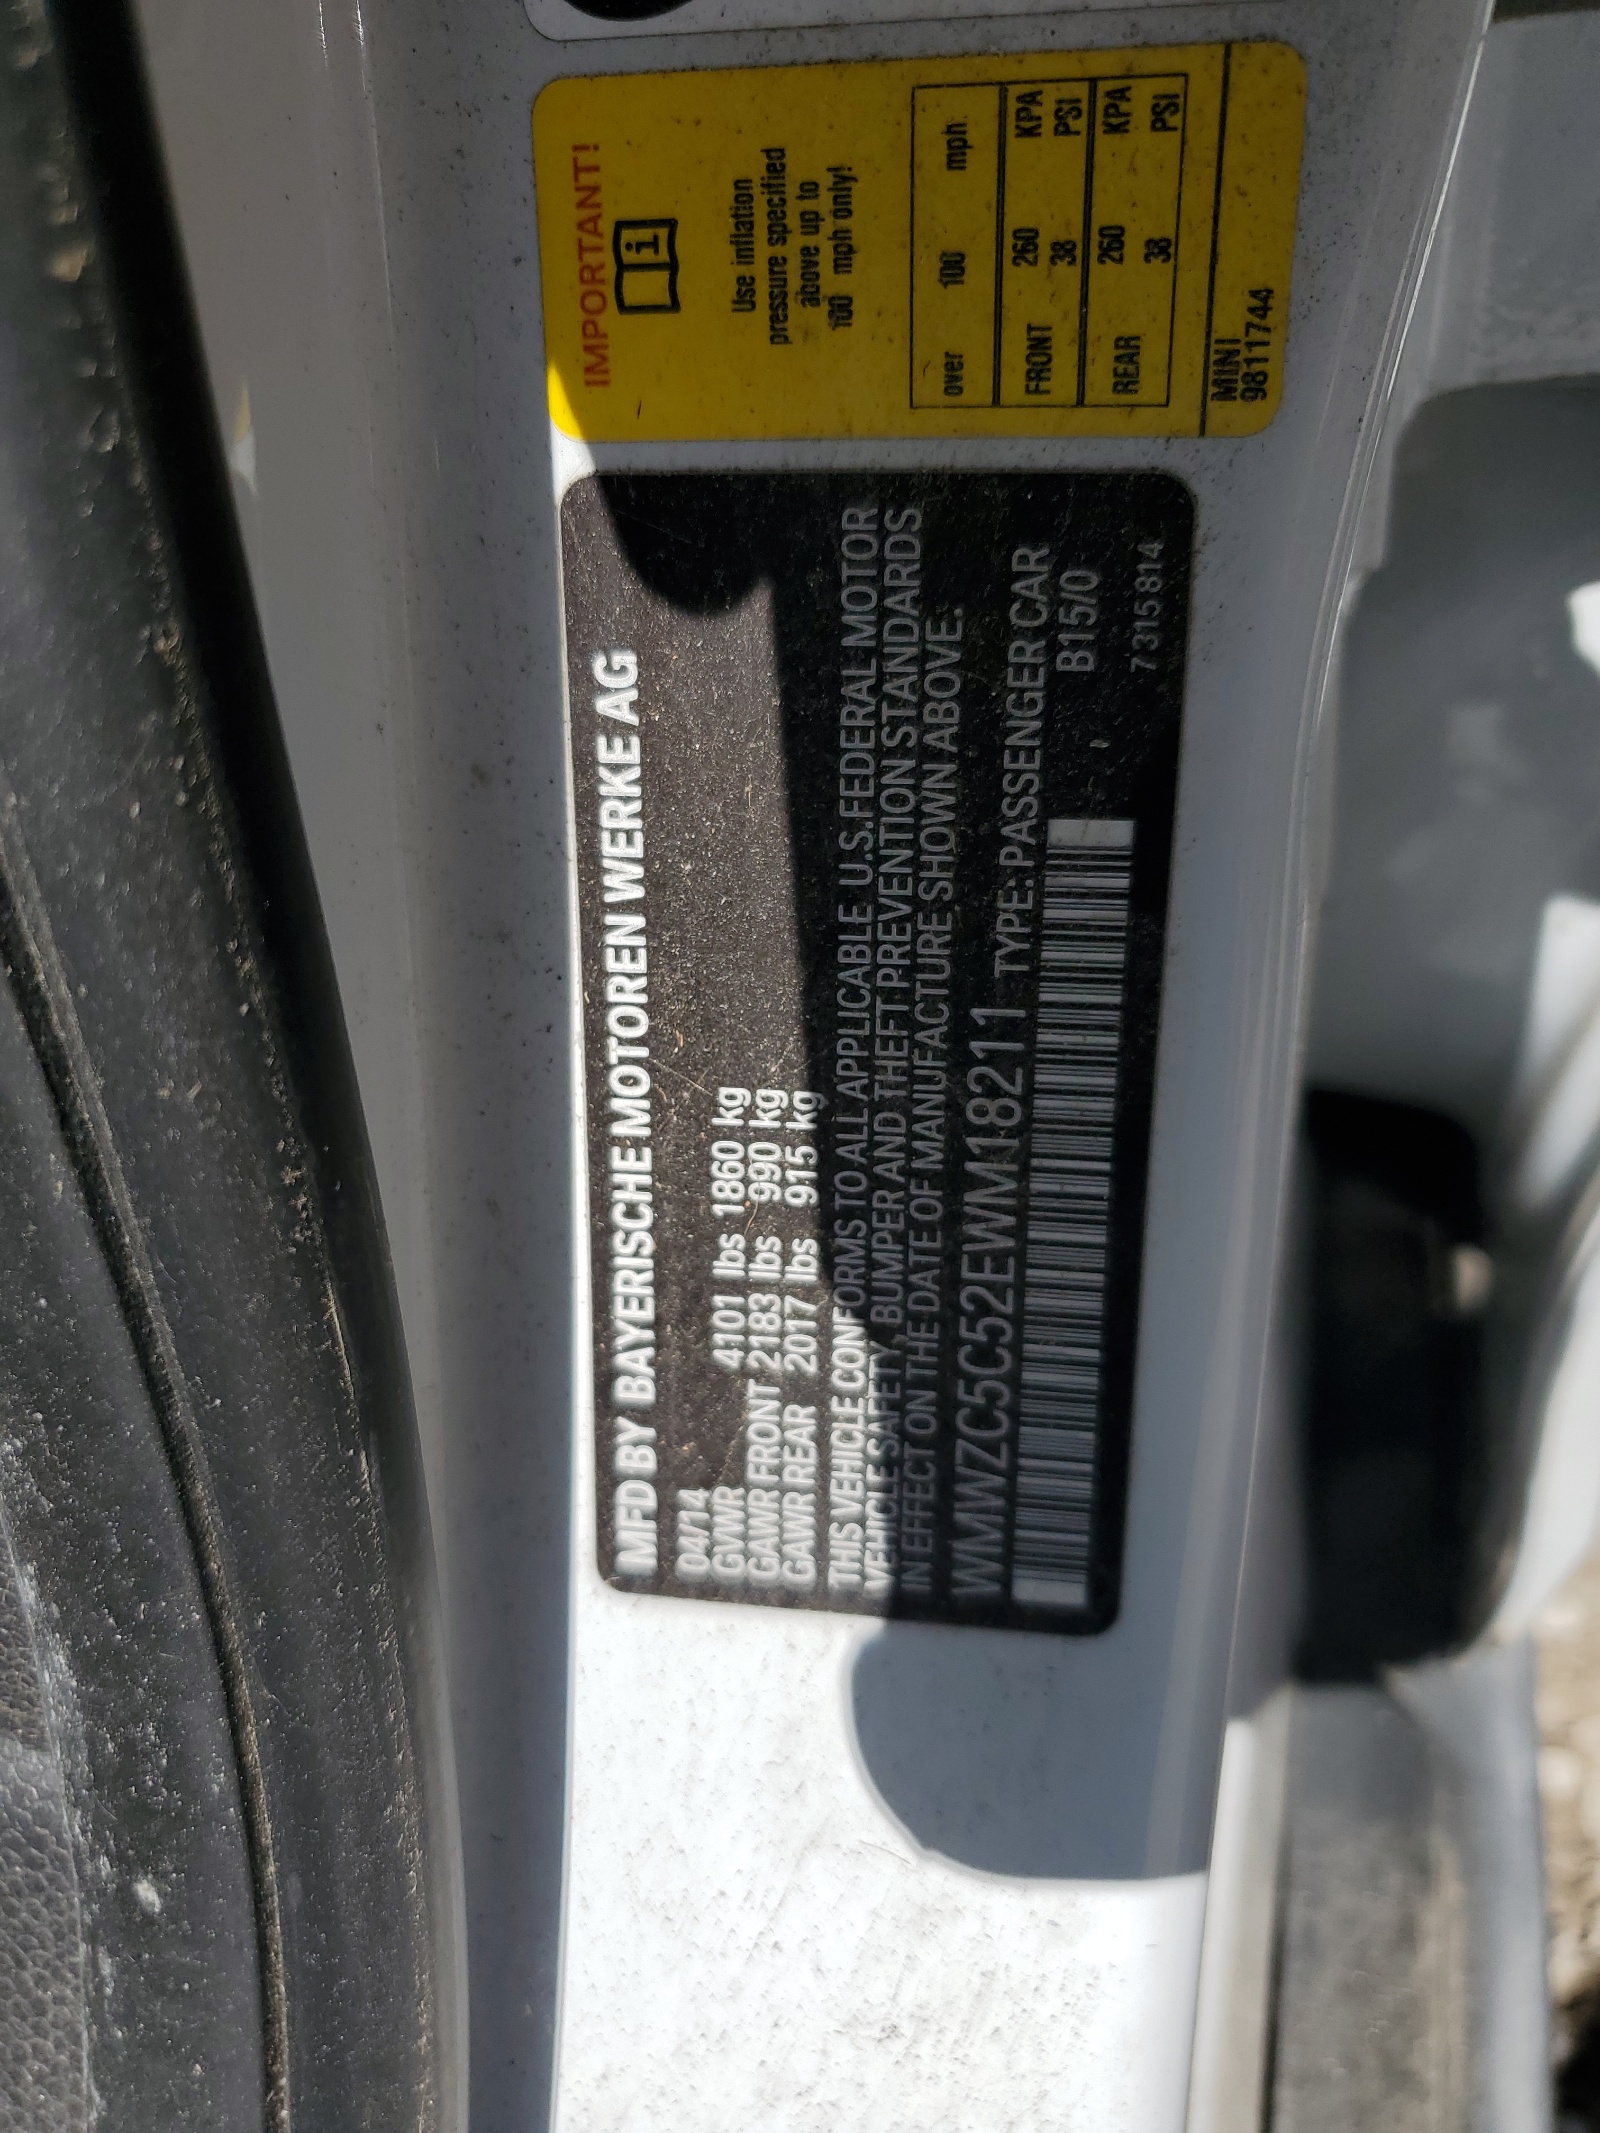 IMPORTANT!
i
Use inflation
pressure specified
above up to
100 mph only!
over 100 mph
FRONT 260 KPA
38 PSI
REAR 260 KPA
38 PSI
MINI
98117744
MFD BY BAYERISCHE MOTOREN WERKE AG
04/14
GVWR 4101 lbs 1860 kg
GAWR FRONT 2183 lbs 990 kg
GAWR REAR 2017 lbs 915 kg
THIS VEHICLE CONFORMS TO ALL APPLICABLE U.S.FEDERAL MOTOR
VEHICLE SAFETY, BUMPER AND THEFT PREVENTION STANDARDS
IN EFFECT ON THE DATE OF MANUFACTURE SHOWN ABOVE.
WMWZC5C52EWM18211 TYPE: PASSENGER CAR
B15/0
7 315 814